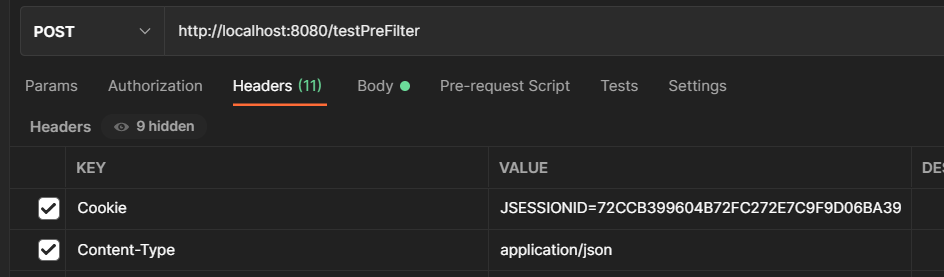 POST http://localhost:8080/testPreFilter
Params Authorization Headers (11) Body Pre-request Script Tests Settings
Headers 9 hidden
KEY VALUE
Cookie JSESSIONID=72CCB399604B72FC272E7C9F9D06BA39
Content-Type application/json